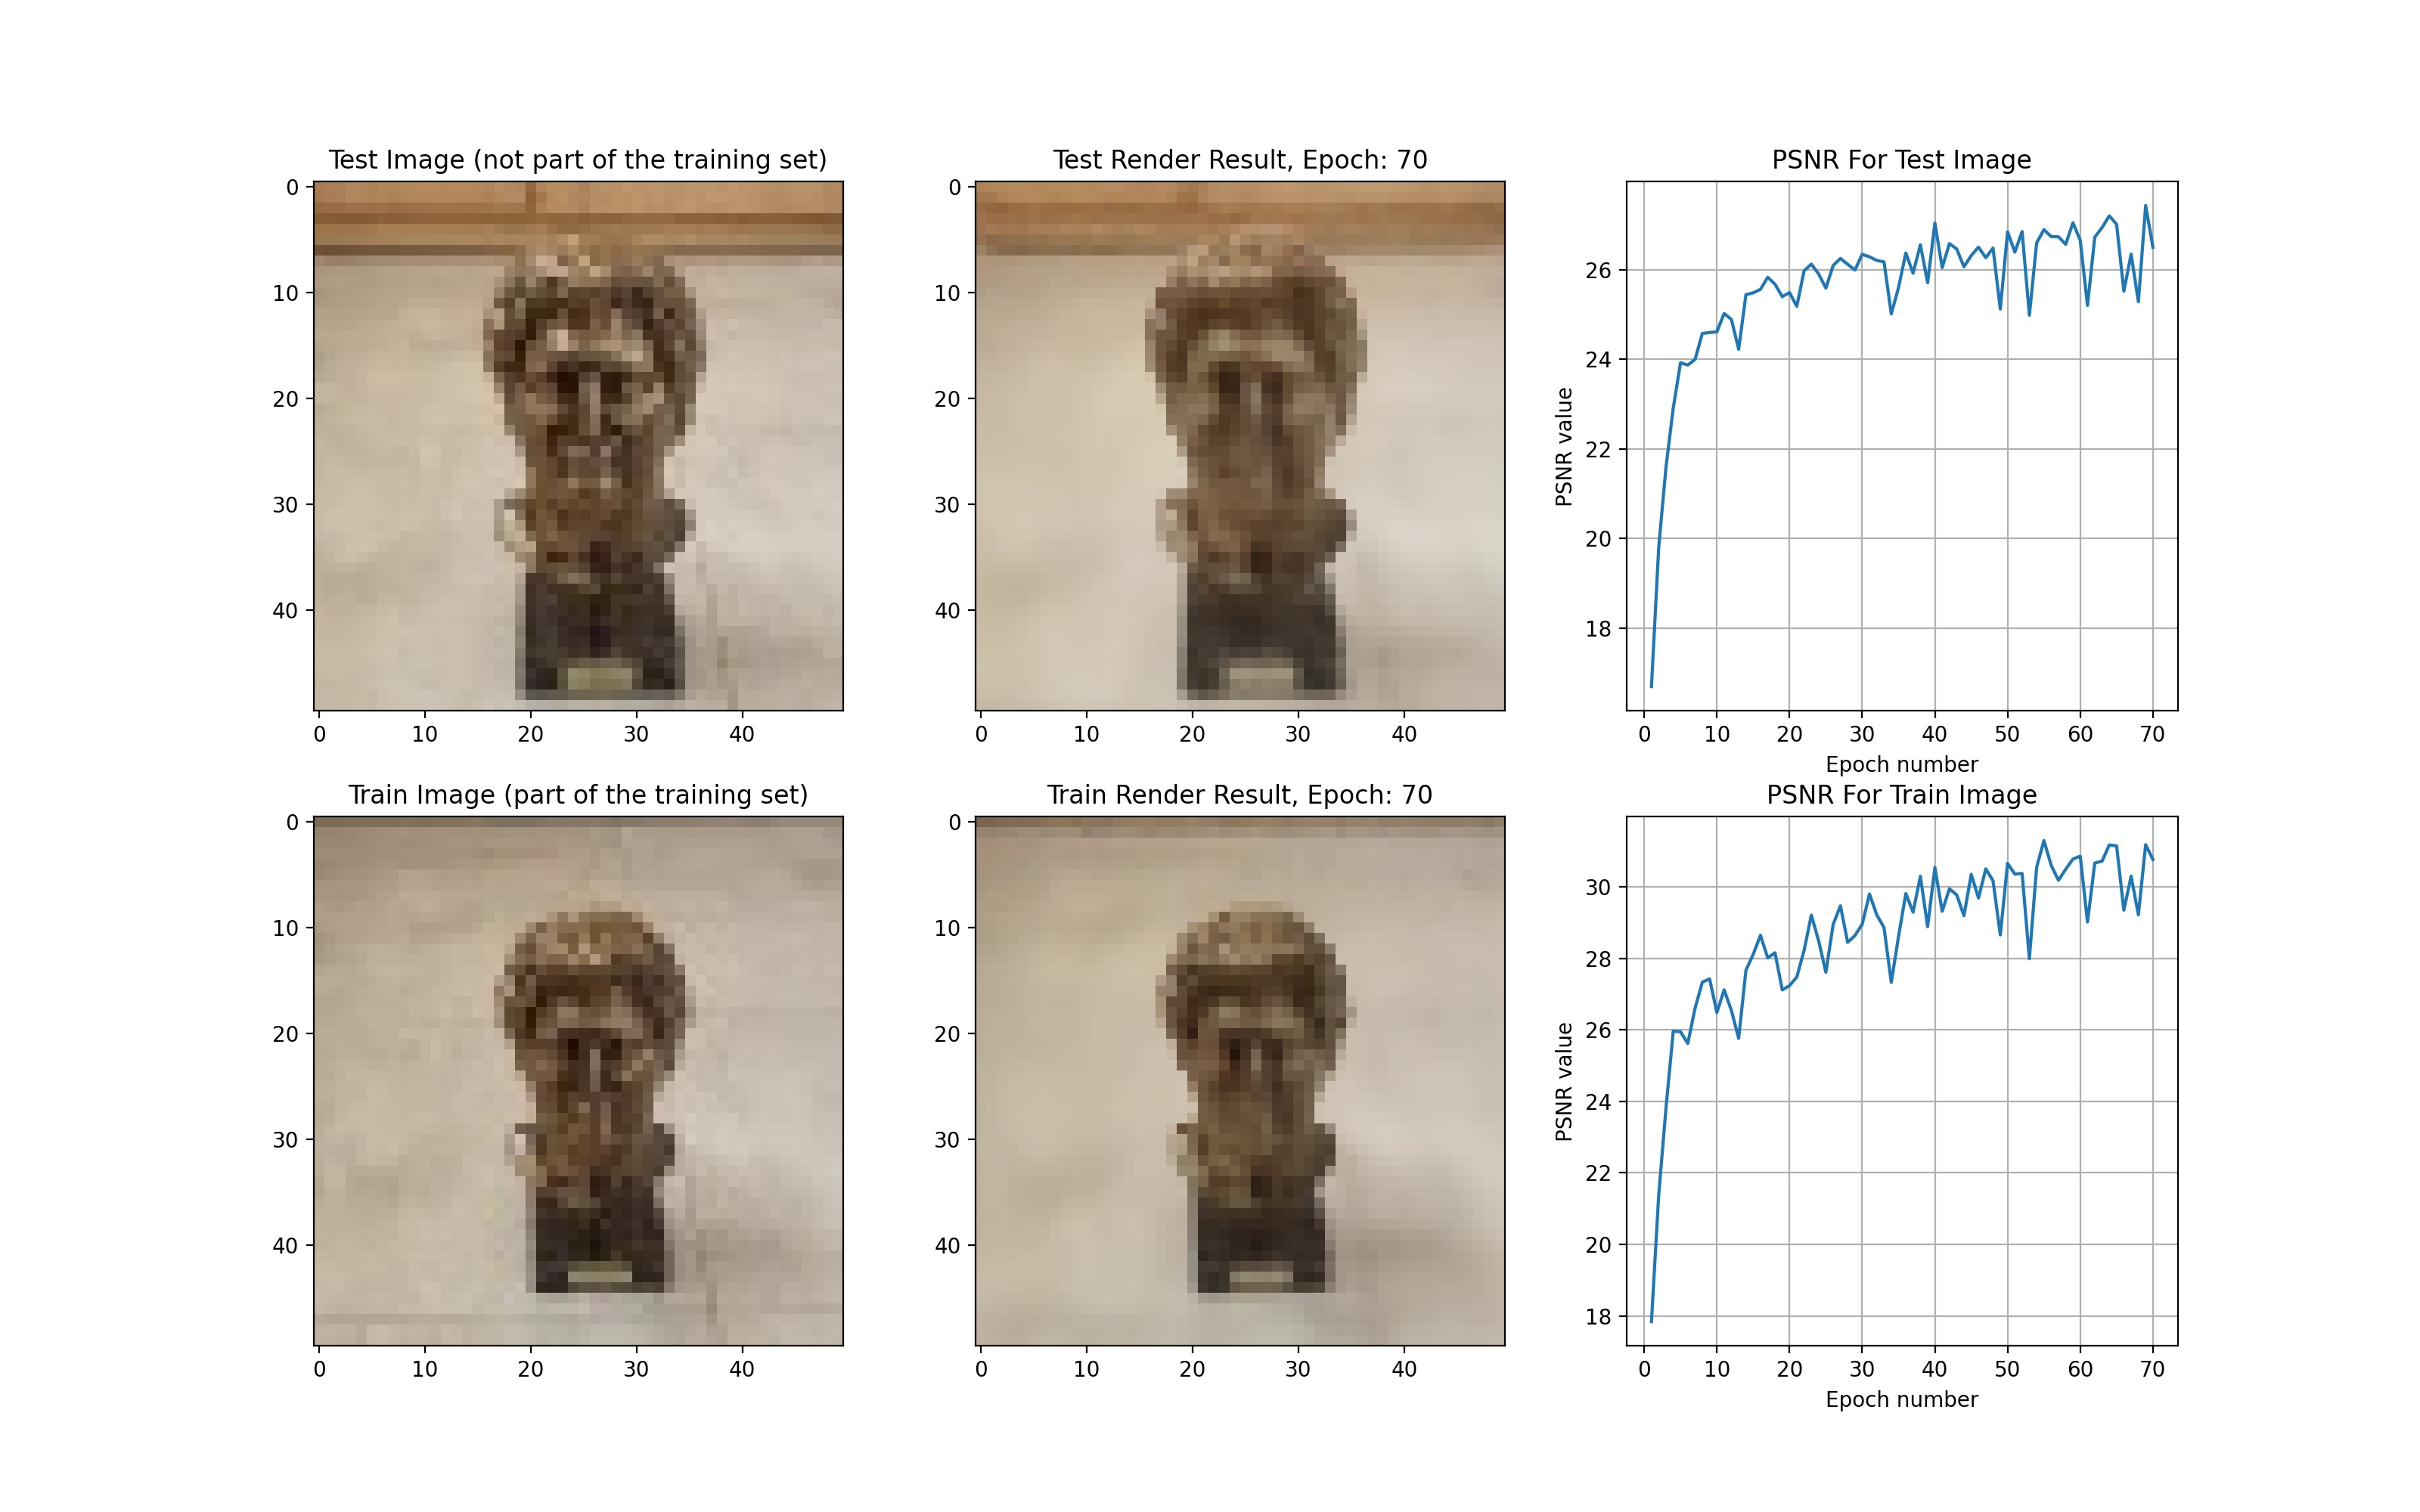 Test Image (not part of the training set)
0
10
20
30
40
0 10 20 30 40
Test Render Result, Epoch: 70
0
10
20
30
40
0 10 20 30 40
PSNR For Test Image
PSNR value
26
24
22
20
18
0 10 20 30 40 50 60 70
Epoch number
Train Image (part of the training set)
0
10
20
30
40
0 10 20 30 40
Train Render Result, Epoch: 70
0
10
20
30
40
0 10 20 30 40
PSNR For Train Image
PSNR value
30
28
26
24
22
20
18
0 10 20 30 40 50 60 70
Epoch number